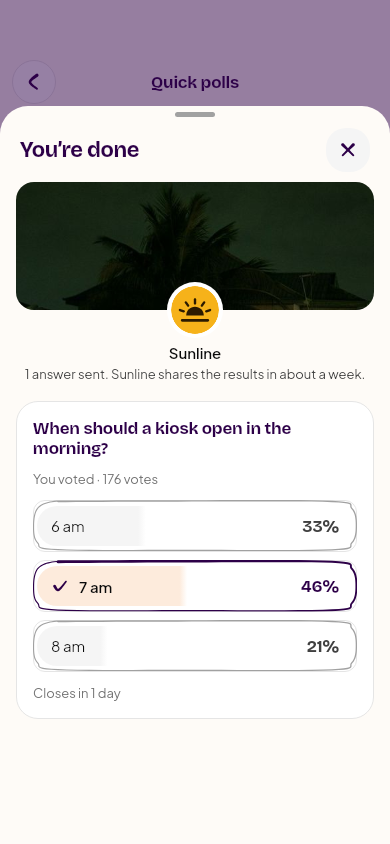 Quick polls
You're done
Sunline
1 answer sent. Sunline shares the results in about a week.
When should a kiosk open in the
morning?
You voted · 176 votes
6 am 33%
7 am 46%
8 am 21%
Closes in 1 day